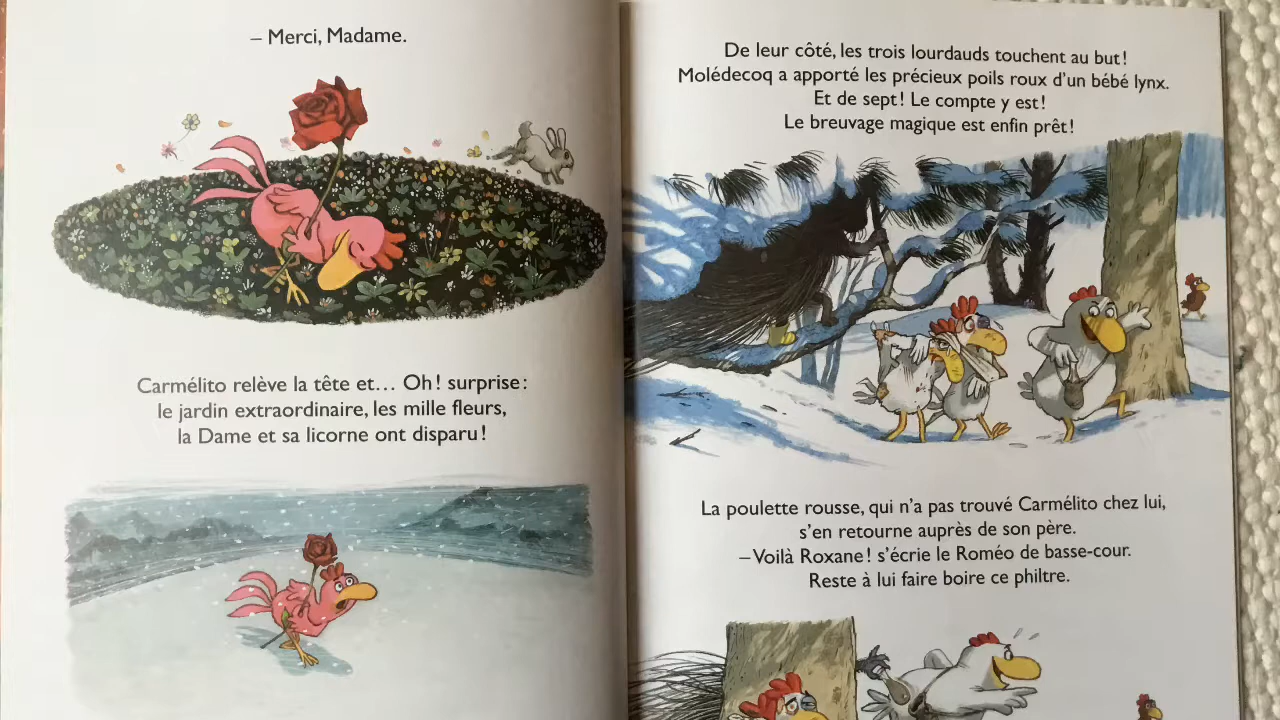 – Merci, Madame.
Carmélito relève la tête et… Oh! surprise:
le jardin extraordinaire, les mille fleurs,
la Dame et sa licorne ont disparu!
De leur côté, les trois lourdauds touchent au but!
Molédecoq a apporté les précieux poils roux d'un bébé lynx.
Et de sept! Le compte y est!
Le breuvage magique est enfin prêt!
La poulette rousse, qui n'a pas trouvé Carmélito chez lui,
s'en retourne auprès de son père.
– Voilà Roxane! s'écrie le Roméo de basse-cour.
Reste à lui faire boire ce philtre.